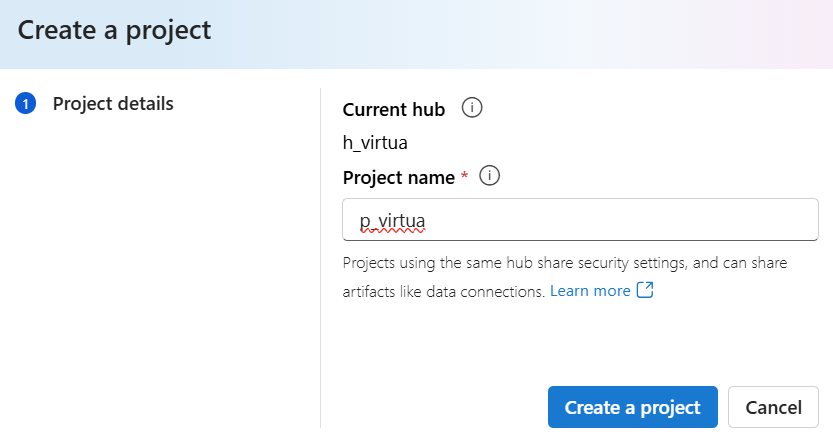 Create a project
1 Project details
Current hub
h_virtua
Project name *
p_virtua
Projects using the same hub share security settings, and can share
artifacts like data connections. Learn more
Create a project Cancel